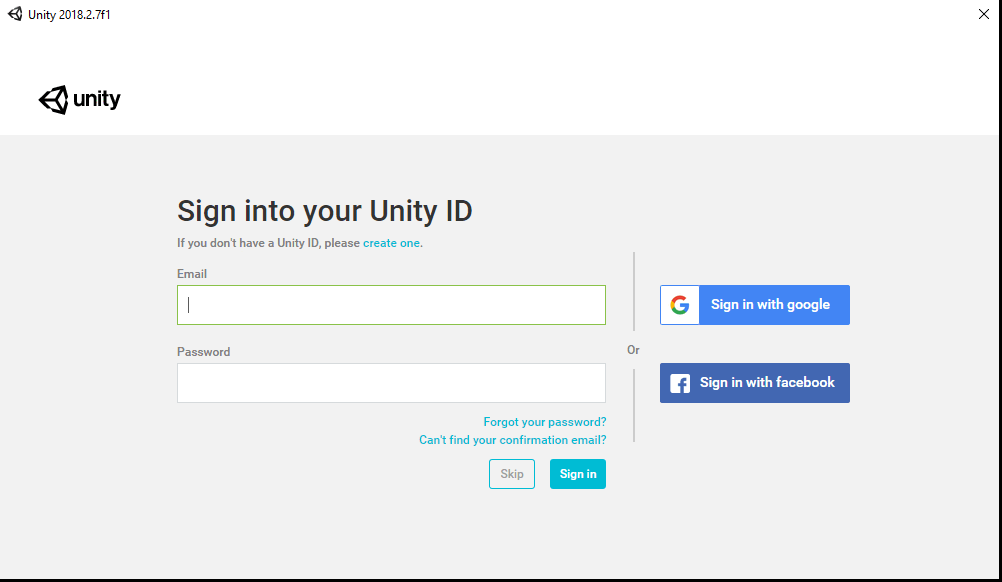 Unity 2018.2.7f1
unity
Sign into your Unity ID
If you don't have a Unity ID, please create one.
Email
Password
Forgot your password?
Can't find your confirmation email?
Skip
Sign in
Or
Sign in with google
Sign in with facebook